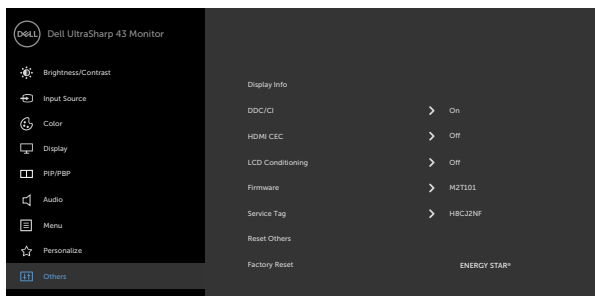 DELL Dell UltraSharp 43 Monitor
Brightness/Contrast
Input Source
Color
Display
PIP/PBP
Audio
Menu
Personalize
Others
Display Info
DDC/CI On
HDMI CEC Off
LCD Conditioning Off
Firmware M2T101
Service Tag H8CJ2NF
Reset Others
Factory Reset ENERGY STAR®